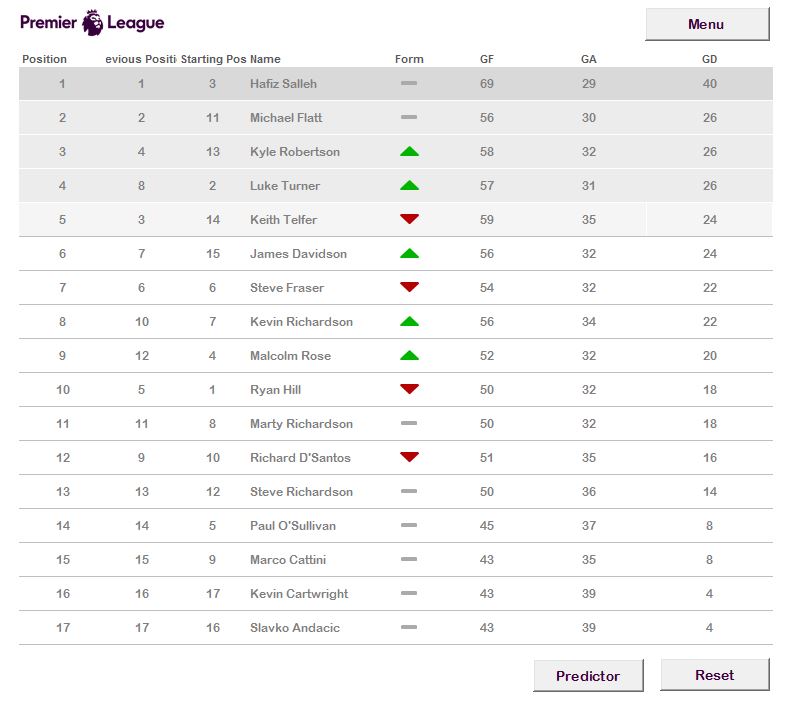 Premier League
Menu
Position evious Positi Starting Pos Name Form GF GA GD
1 1 3 Hafiz Salleh 69 29 40
2 2 11 Michael Flatt 56 30 26
3 4 13 Kyle Robertson 58 32 26
4 8 2 Luke Turner 57 31 26
5 3 14 Keith Telfer 59 35 24
6 7 15 James Davidson 56 32 24
7 6 6 Steve Fraser 54 32 22
8 10 7 Kevin Richardson 56 34 22
9 12 4 Malcolm Rose 52 32 20
10 5 1 Ryan Hill 50 32 18
11 11 8 Marty Richardson 50 32 18
12 9 10 Richard D'Santos 51 35 16
13 13 12 Steve Richardson 50 36 14
14 14 5 Paul O'Sullivan 45 37 8
15 15 9 Marco Cattini 43 35 8
16 16 17 Kevin Cartwright 43 39 4
17 17 16 Slavko Andacic 43 39 4
Predictor Reset